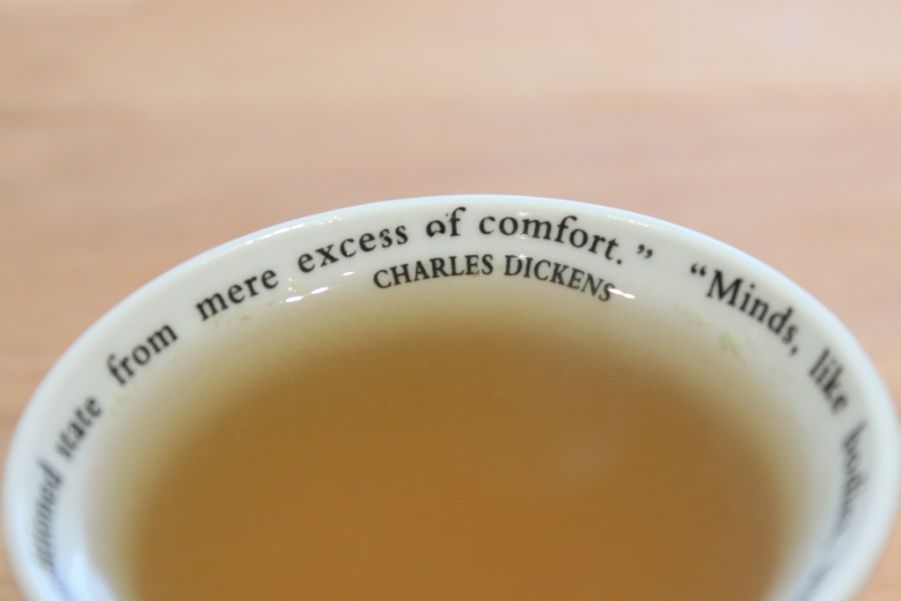 state from mere excess of comfort.” “Minds, like
CHARLES DICKENS